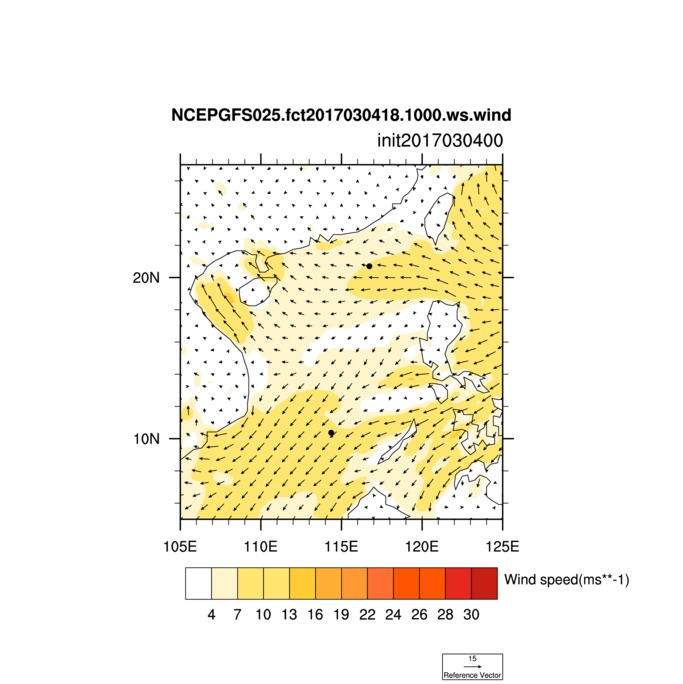 NCEPGFS025.fct2017030418.1000.ws.wind
init2017030400
20N
10N
105E 110E 115E 120E 125E
Wind speed(ms**-1)
4 7 10 13 16 19 22 24 26 28 30
15
Reference Vector